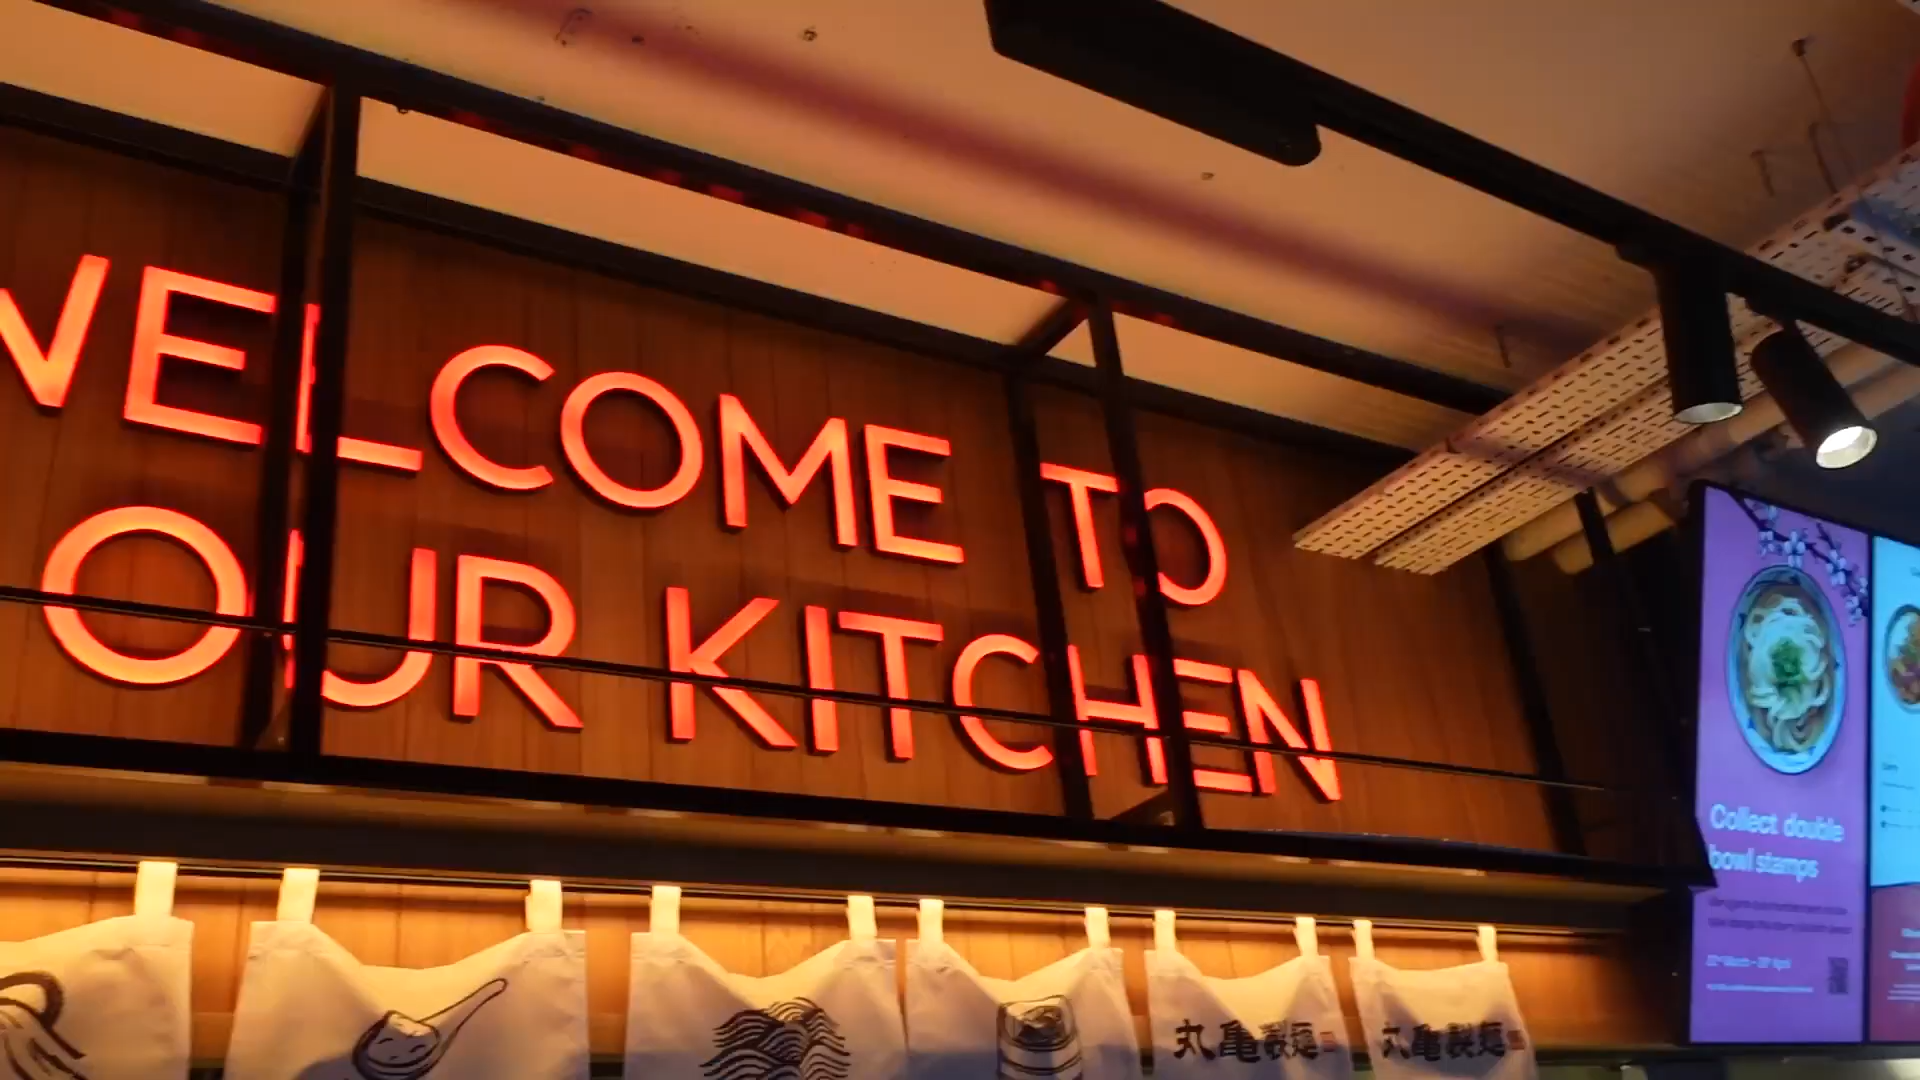 WELCOME TO
OUR KITCHEN
Collect double
bowl stamps
丸亀製麺
丸亀製麺